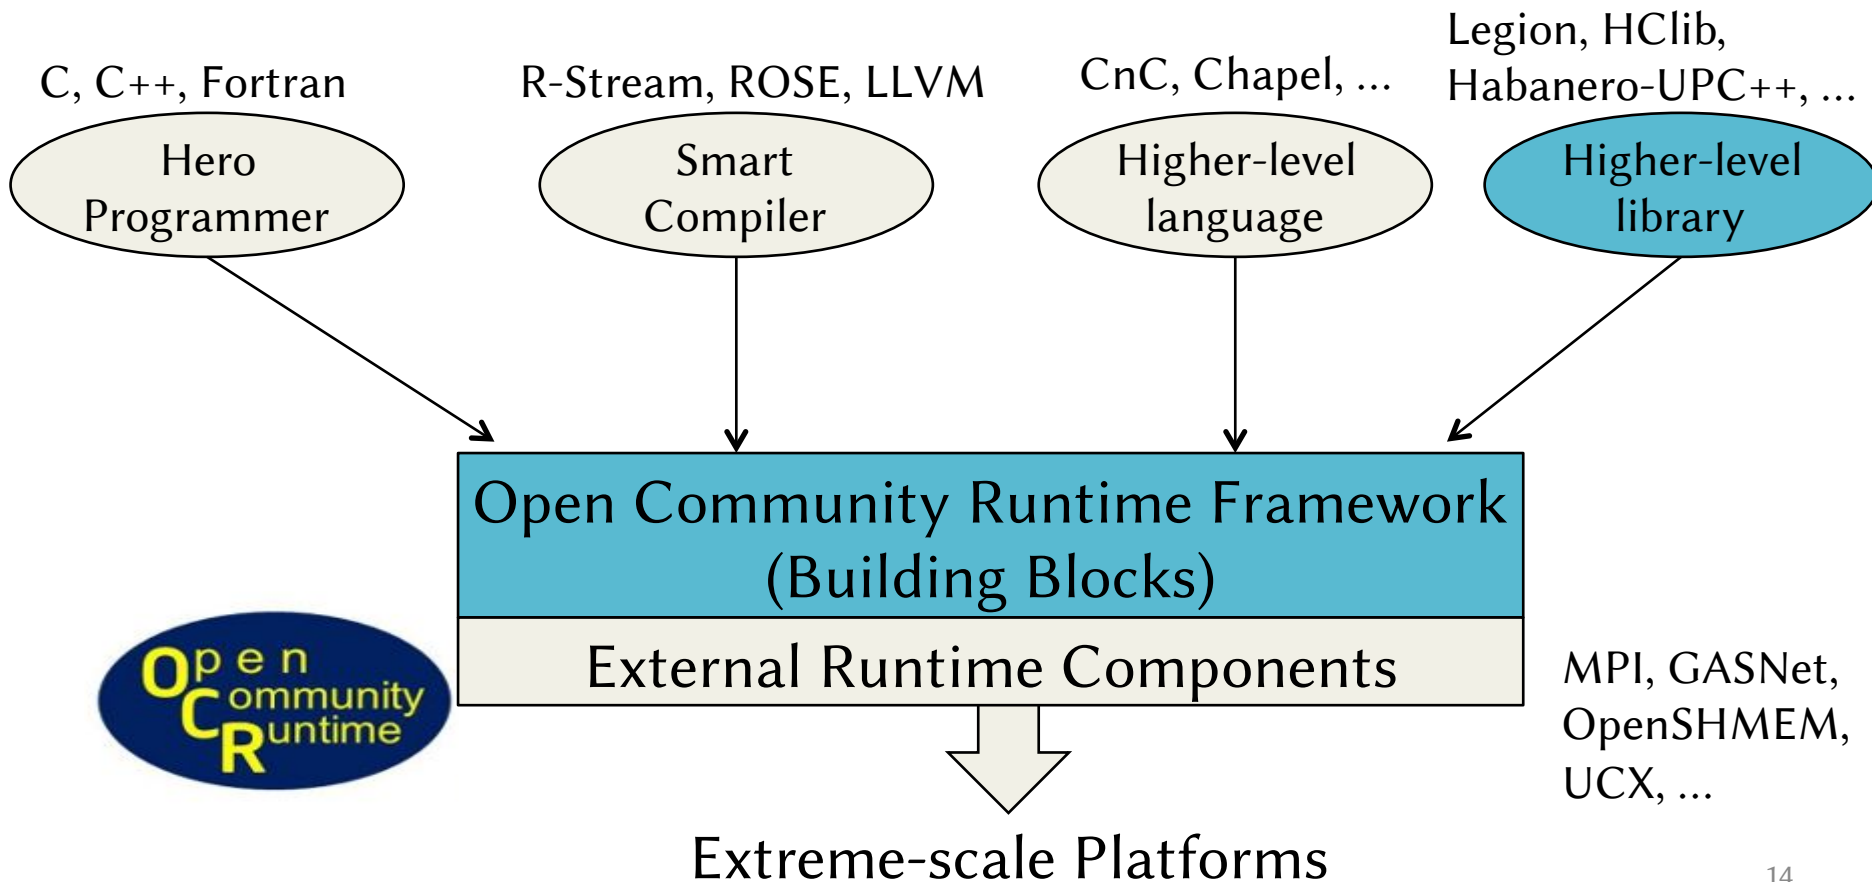 Legion, HClib,
C, C++, Fortran
R-Stream, ROSE, LLVM
CnC, Chapel, ...
Habanero-UPC++, ...
Hero
Programmer
Smart
Compiler
Higher-level
language
Higher-level
library
Open Community Runtime Framework
(Building Blocks)
External Runtime Components
Open
Community
Runtime
MPI, GASNet,
OpenSHMEM,
UCX, ...
Extreme-scale Platforms
14